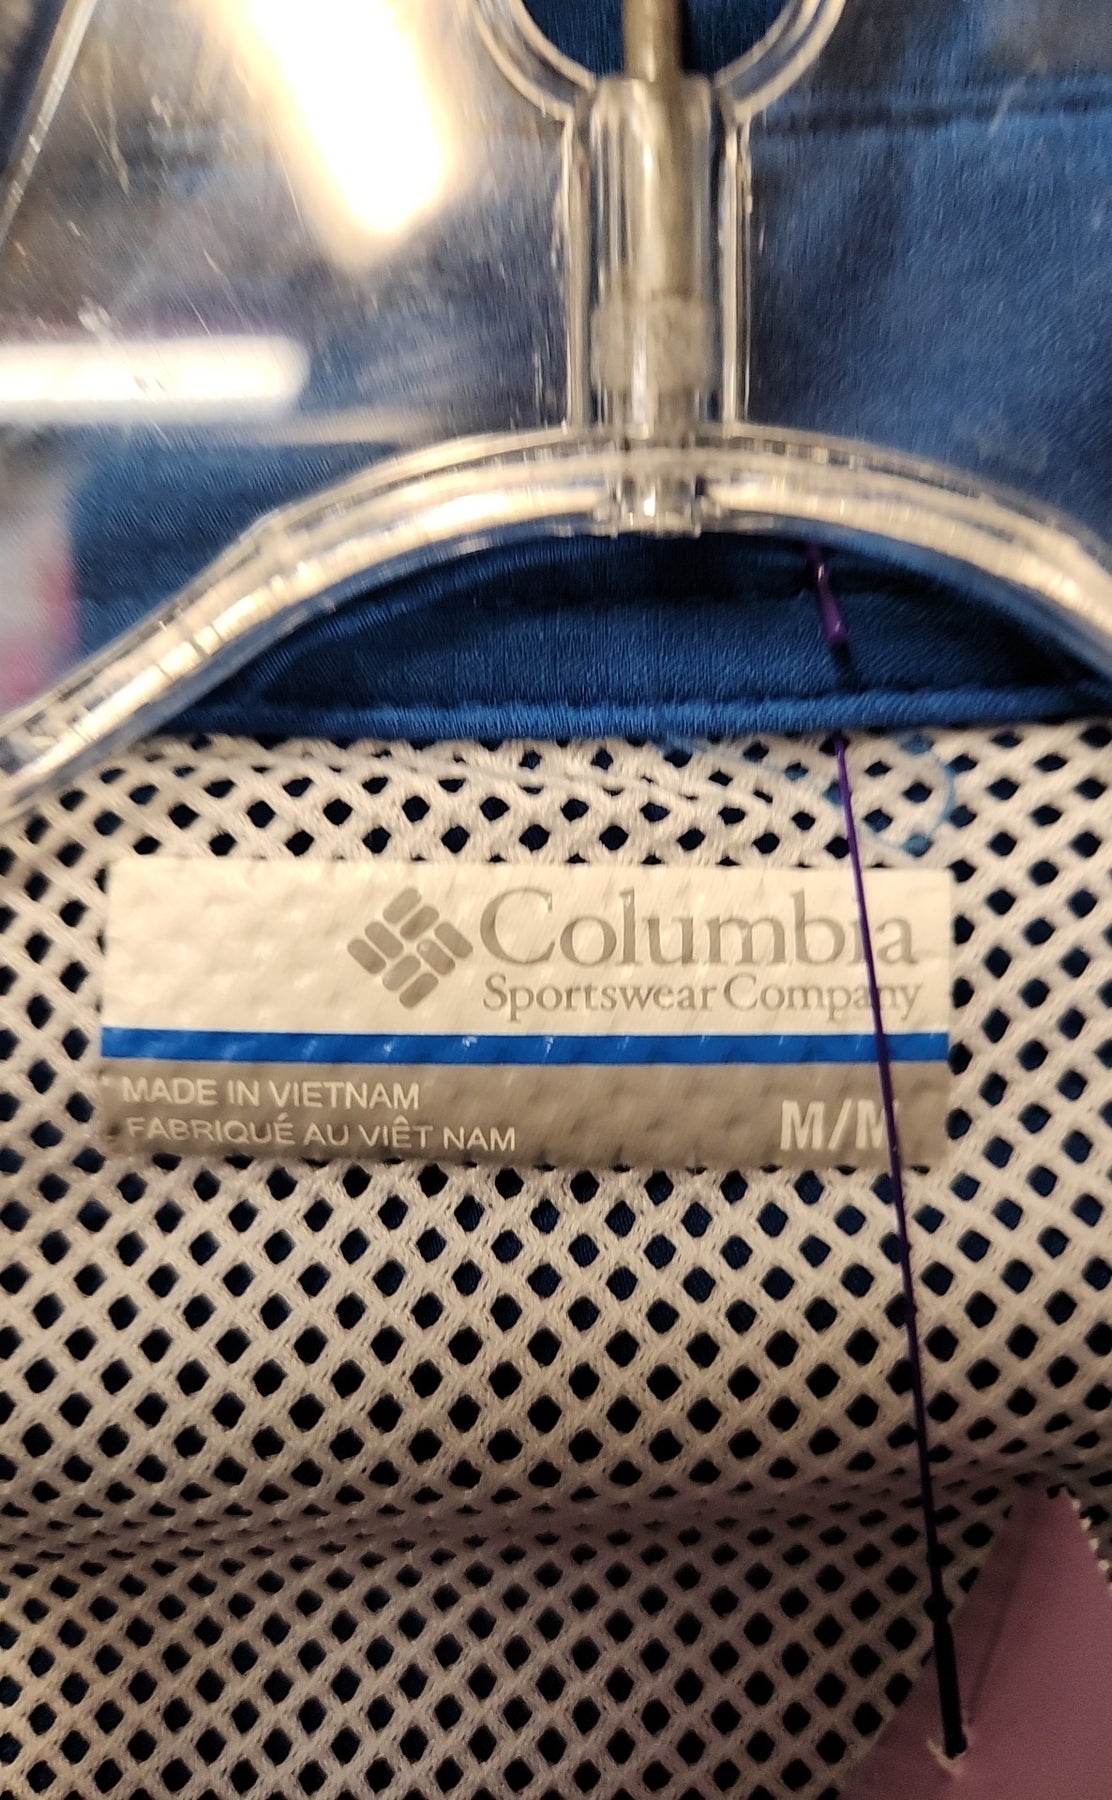 Columbia
Sportswear Company
MADE IN VIETNAM
FABRIQUÉ AU VIÊT NAM
M/M